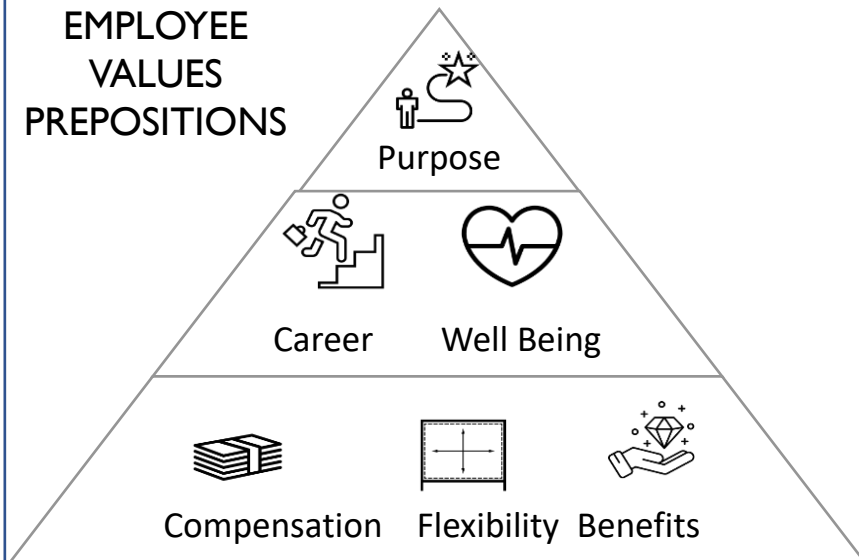 EMPLOYEE
VALUES
PREPOSITIONS
Purpose
Career Well Being
Compensation Flexibility Benefits